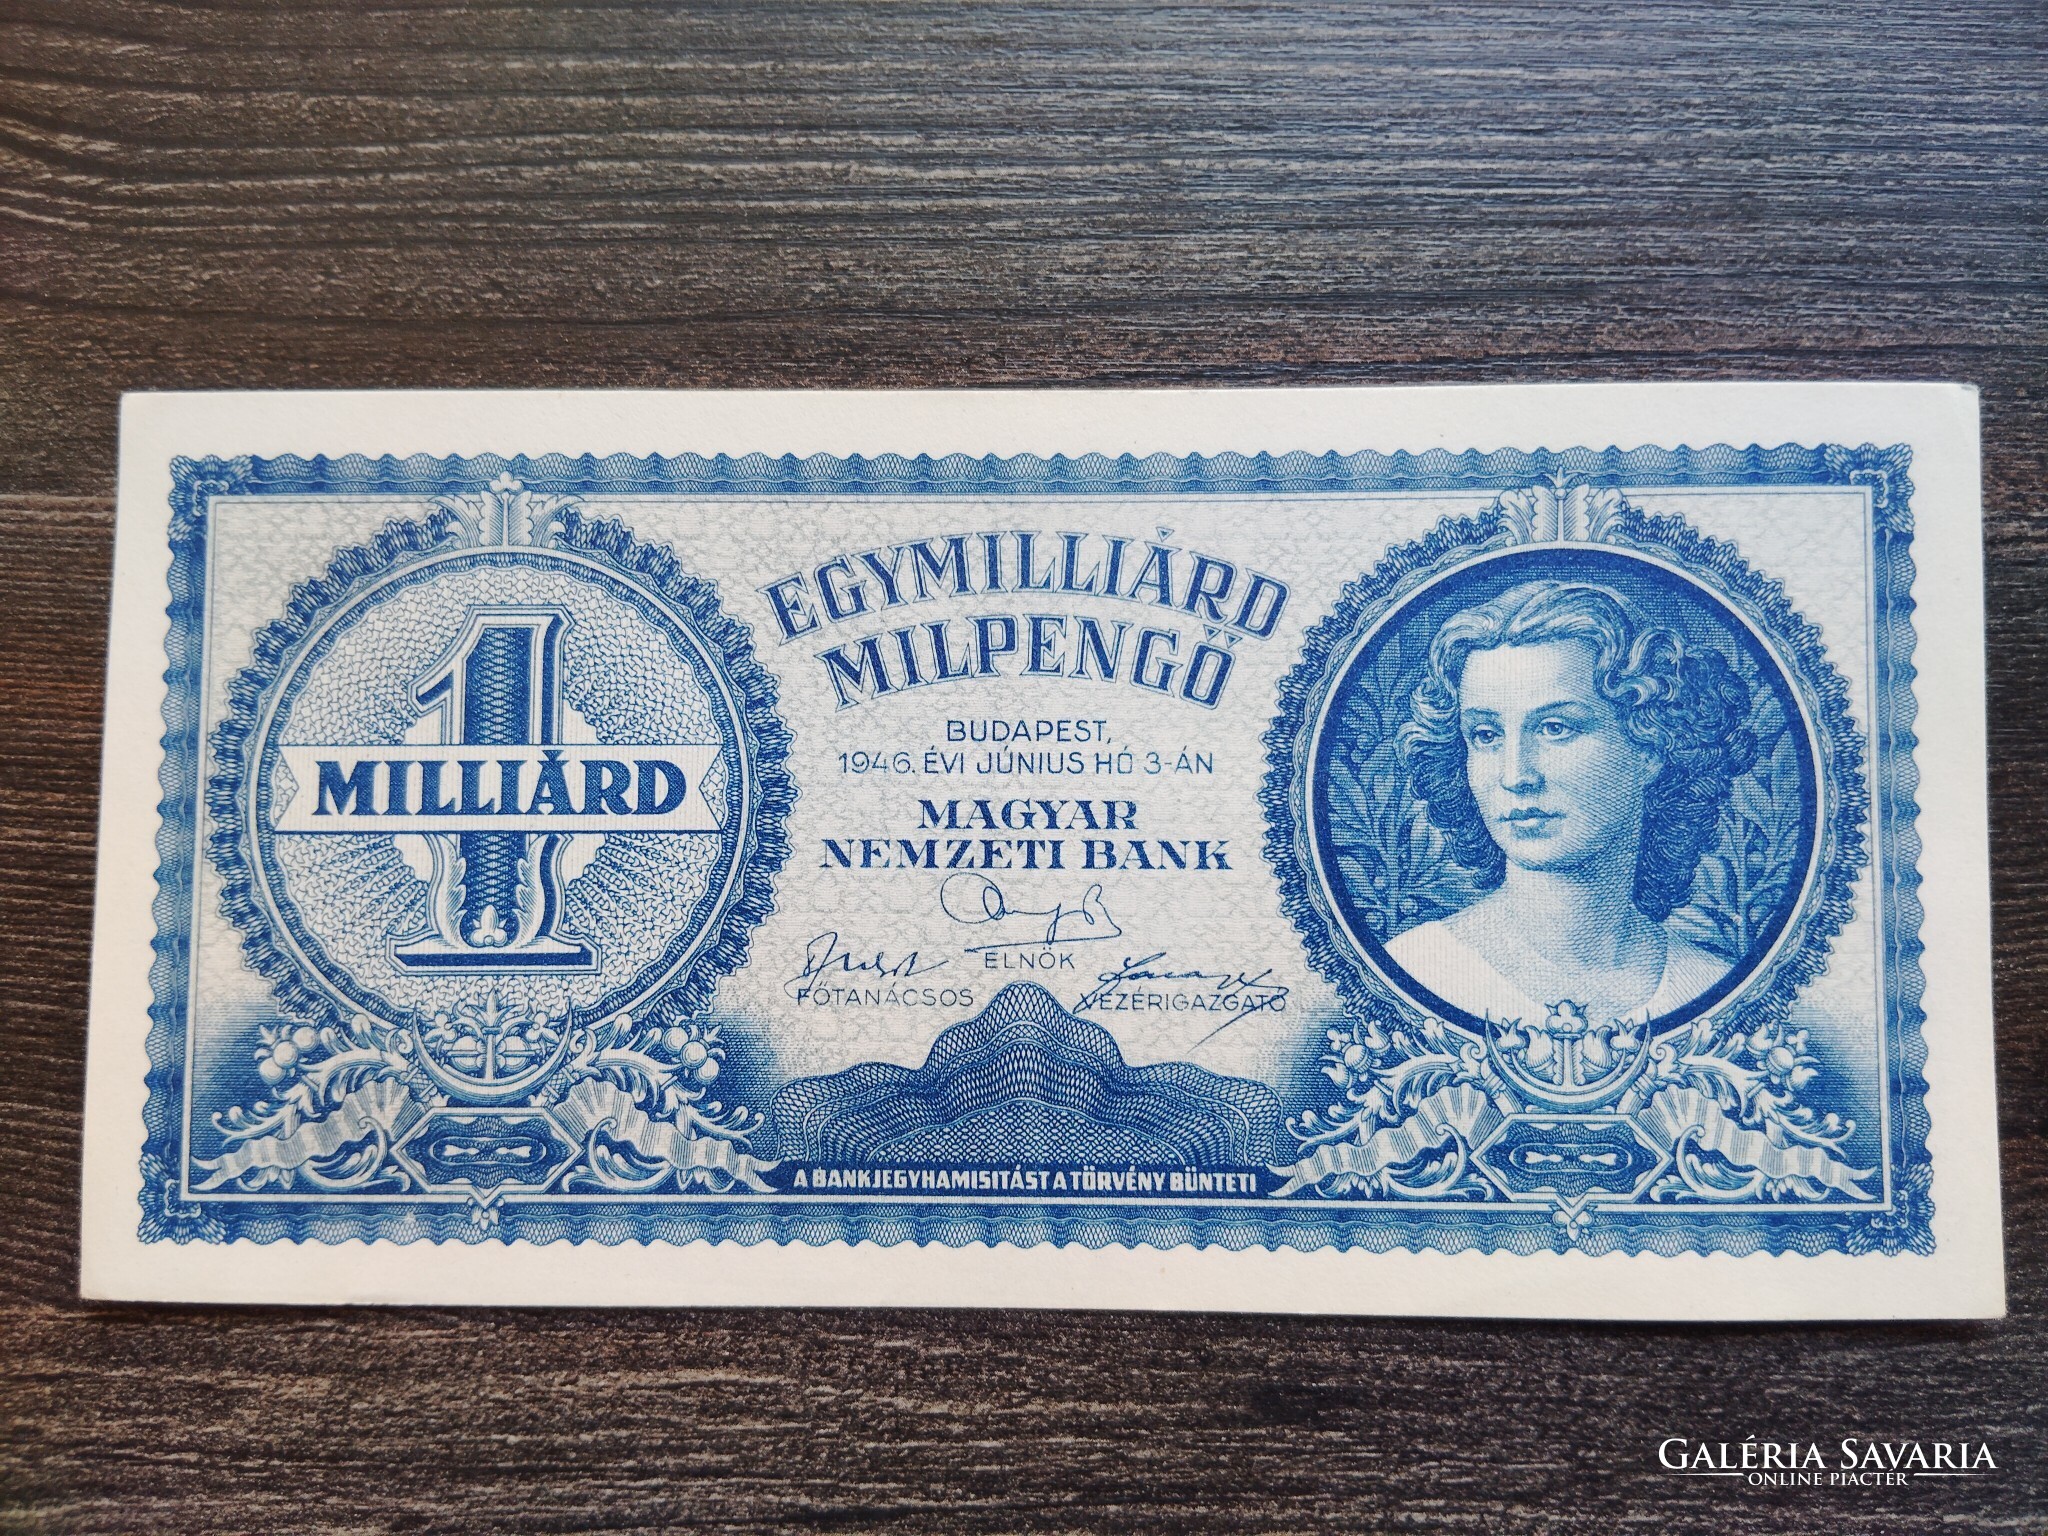 EGYMILLIÁRD
MILPENGŐ
1
MILLIÁRD
BUDAPEST,
1946. ÉVI JÚNIUS HÓ 3-ÁN
MAGYAR
NEMZETI BANK
ELNÖK
FŐTANÁCSOS
VEZÉRIGAZGATÓ
A BANKJEGYHAMISITÁST A TÖRVÉNY BÜNTETI
GALÉRIA SAVARIA
ONLINE PIACTÉR